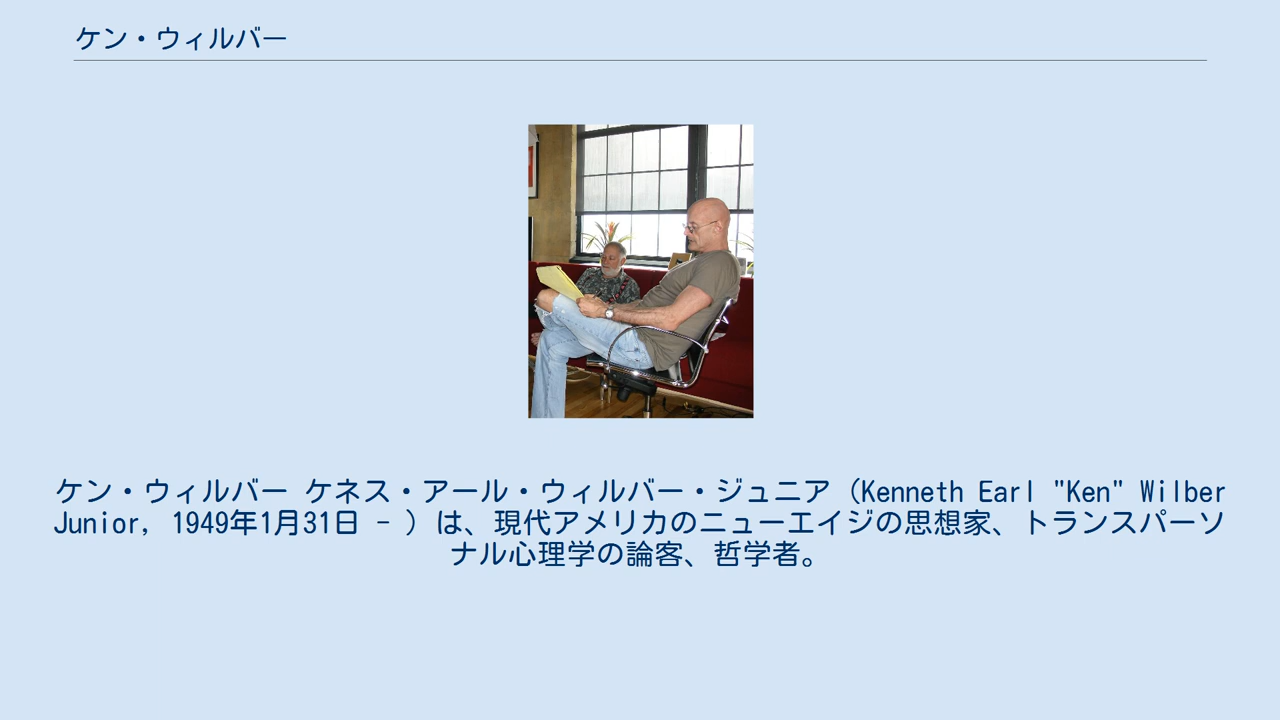 ケン・ウィルバー
ケン・ウィルバー ケネス・アール・ウィルバー・ジュニア（Kenneth Earl "Ken" Wilber
Junior, 1949年1月31日 - ）は、現代アメリカのニューエイジの思想家、トランスパーソ
ナル心理学の論客、哲学者。